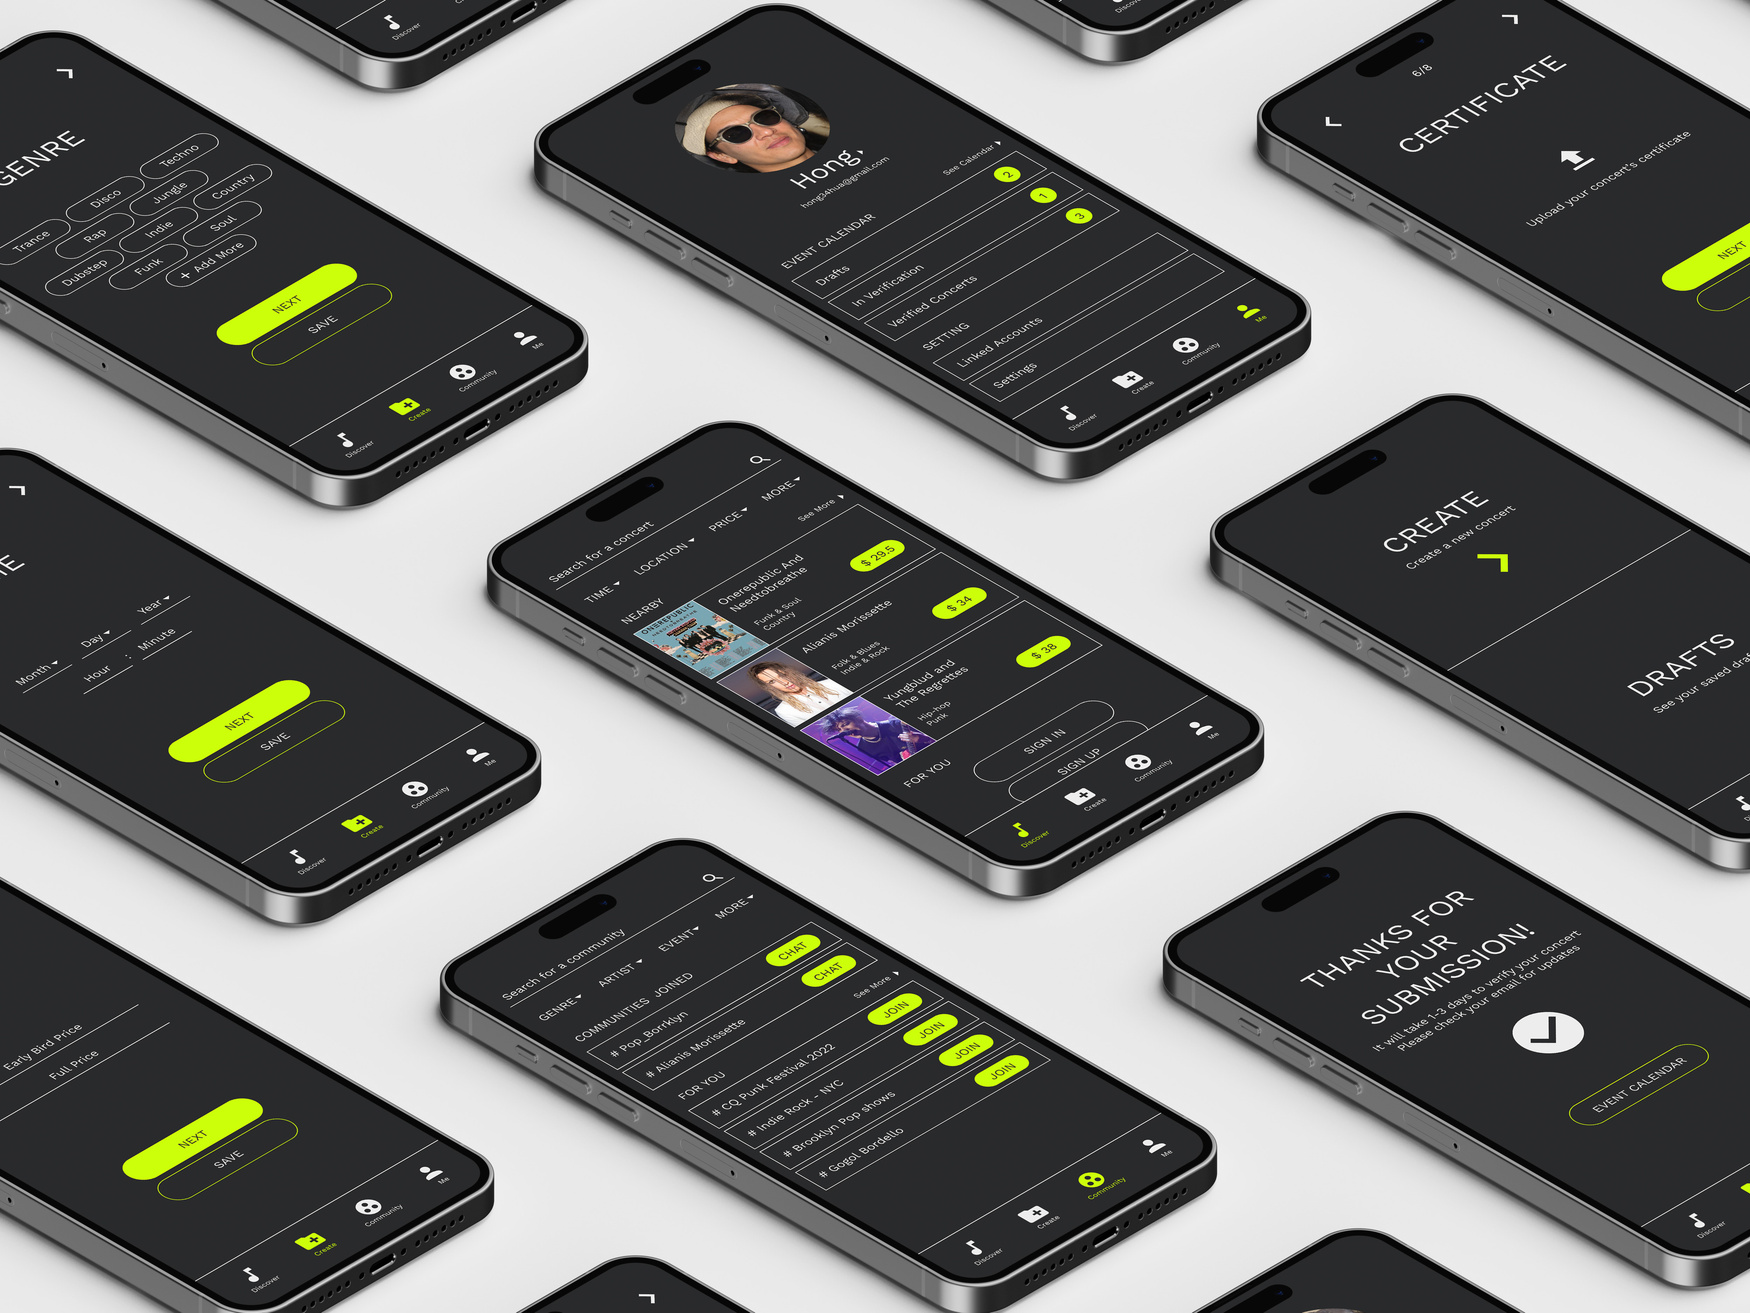 Discover
GENRE
Techno
Disco
Jungle
Country
Trance
Rap
Indie
Soul
Dubstep
Funk
+ Add More
NEXT
SAVE
Discover
Create
Community
Me
Hong
hong34hua@gmail.com
EVENT CALENDAR
See Calendar
Drafts
2
In Verification
1
Verified Concerts
3
SETTING
Linked Accounts
Settings
Discover
Create
Community
Me
6/8
CERTIFICATE
Upload your concert's certificate
NEXT
Month
Day
Year
Hour : Minute
NEXT
SAVE
Discover
Create
Community
Me
Search for a concert
TIME
LOCATION
PRICE
MORE
NEARBY
See More
ONEREPUBLIC
NEEDTOBREATHE
Onerepublic And
Needtobreathe
Funk & Soul
Country
$ 29.5
Alianis Morissette
Folk & Blues
Indie & Rock
$ 34
Yungblud and
The Regrettes
Hip-hop
Punk
$ 38
FOR YOU
SIGN IN
SIGN UP
Discover
Create
Community
Me
CREATE
Create a new concert
DRAFTS
See your saved
Early Bird Price
Full Price
NEXT
SAVE
Discover
Create
Community
Me
Search for a community
GENRE
ARTIST
EVENT
MORE
COMMUNITIES JOINED
# Pop_Borrklyn
CHAT
# Alianis Morissette
CHAT
FOR YOU
See More
# CQ Punk Festival 2022
JOIN
# Indie Rock - NYC
JOIN
# Brooklyn Pop shows
JOIN
# Gogol Bordello
JOIN
Discover
Create
Community
Me
THANKS FOR
YOUR
SUBMISSION!
It will take 1-3 days to verify your concert
Please check your email for updates
EVENT CALENDAR
Discover